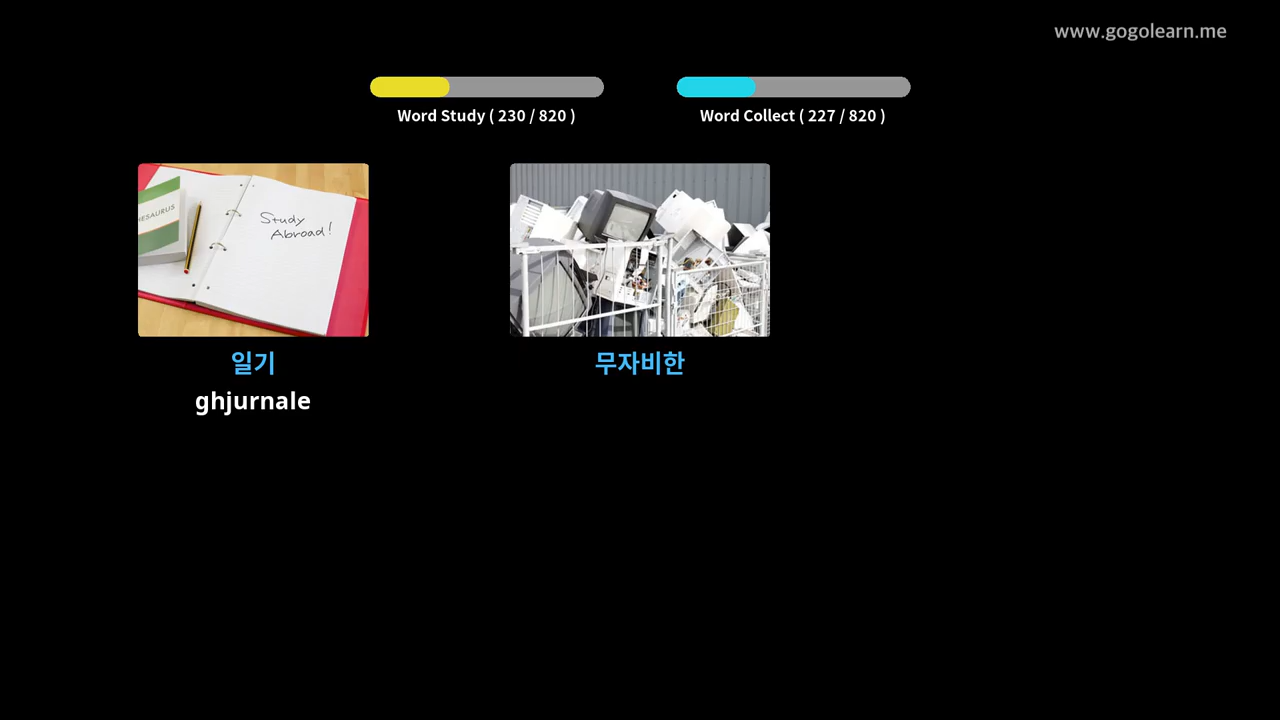 www.gogolearn.me
Word Study ( 230 / 820 )
Word Collect ( 227 / 820 )
HESAURUS
Study
Abroad!
일기
무자비한
ghjurnale